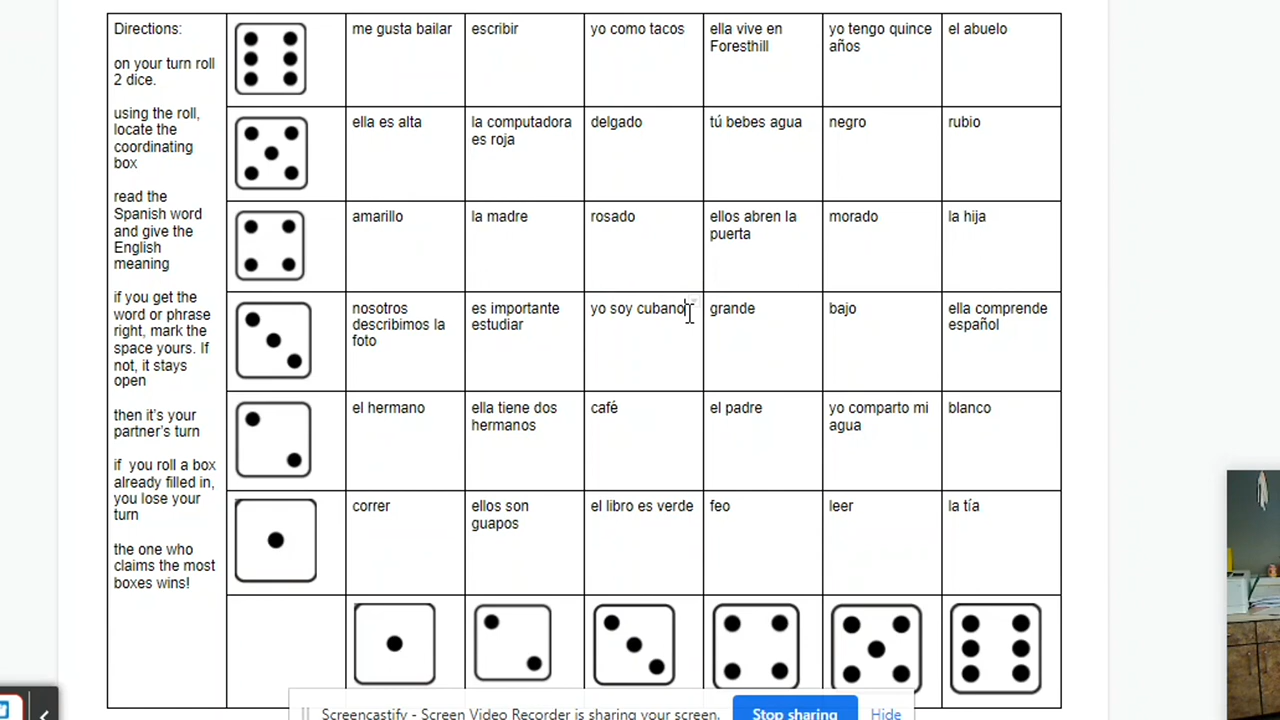 Directions:
on your turn roll
2 dice.
using the roll,
locate the
coordinating
box
read the
Spanish word
and give the
English
meaning
if you get the
word or phrase
right, mark the
space yours. If
not, it stays
open
then it's your
partner's turn
if you roll a box
already filled in,
you lose your
turn
the one who
claims the most
boxes wins!
me gusta bailar
escribir
yo como tacos
ella vive en
Foresthill
yo tengo quince
años
el abuelo
ella es alta
la computadora
es roja
delgado
tú bebes agua
negro
rubio
amarillo
la madre
rosado
ellos abren la
puerta
morado
la hija
nosotros
describimos la
foto
es importante
estudiar
yo soy cubano
grande
bajo
ella comprende
español
el hermano
ella tiene dos
hermanos
café
el padre
yo comparto mi
agua
blanco
correr
ellos son
guapos
el libro es verde
feo
leer
la tía
Screencastify - Screen Video Recorder is sharing your screen.
Stop sharing
Hide